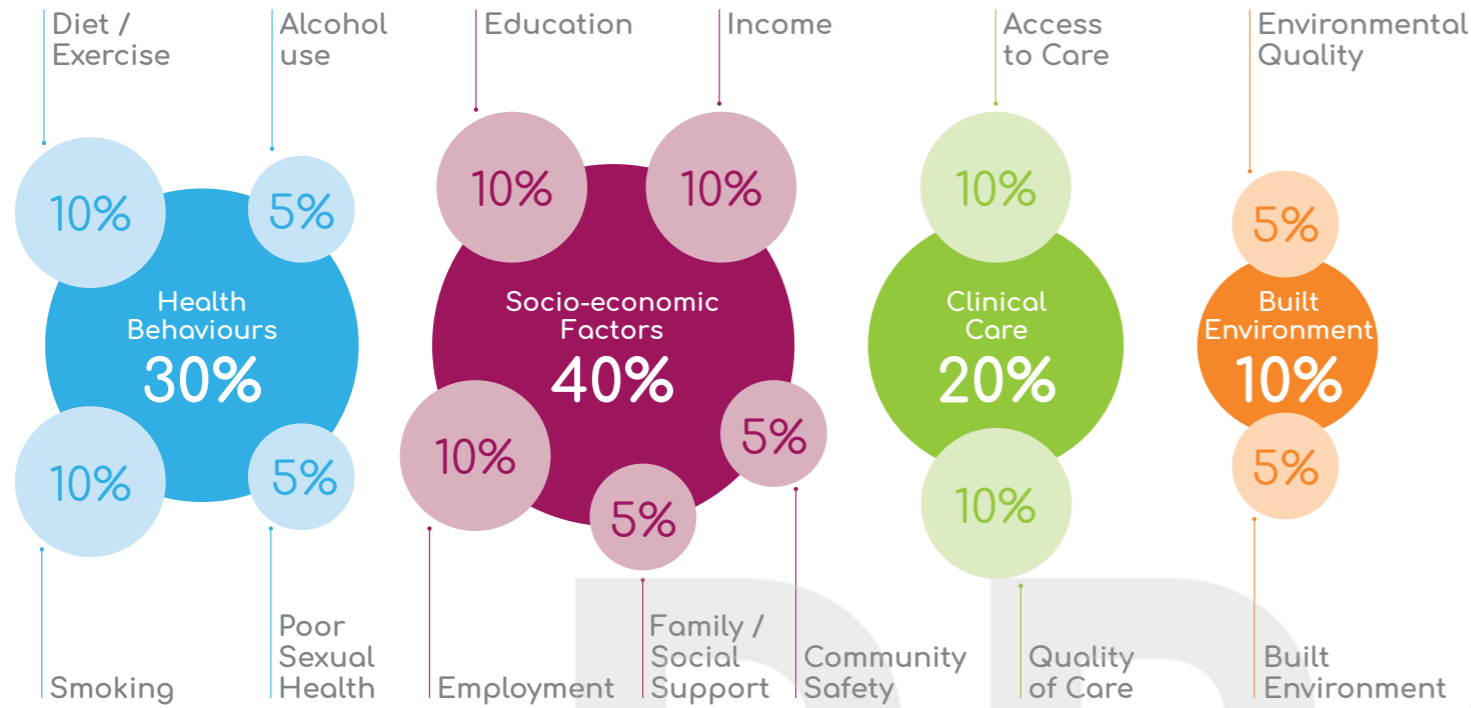 Diet /
Exercise
Alcohol
use
Education
Income
Access
to Care
Environmental
Quality
10%
5%
10%
10%
10%
5%
Health
Behaviours
30%
Socio-economic
Factors
40%
Clinical
Care
20%
Built
Environment
10%
10%
5%
10%
5%
5%
10%
5%
Smoking
Poor
Sexual
Health
Employment
Family /
Social
Support
Community
Safety
Quality
of Care
Built
Environment